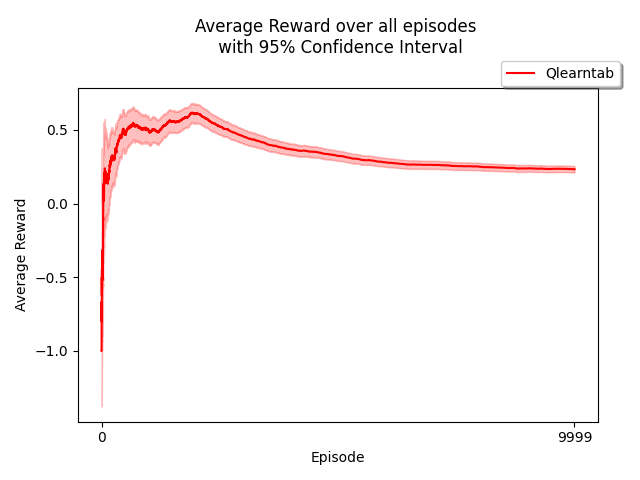 Average Reward over all episodes
with 95% Confidence Interval
Qlearntab
0.5
0.0
−0.5
−1.0
Average Reward
0
9999
Episode